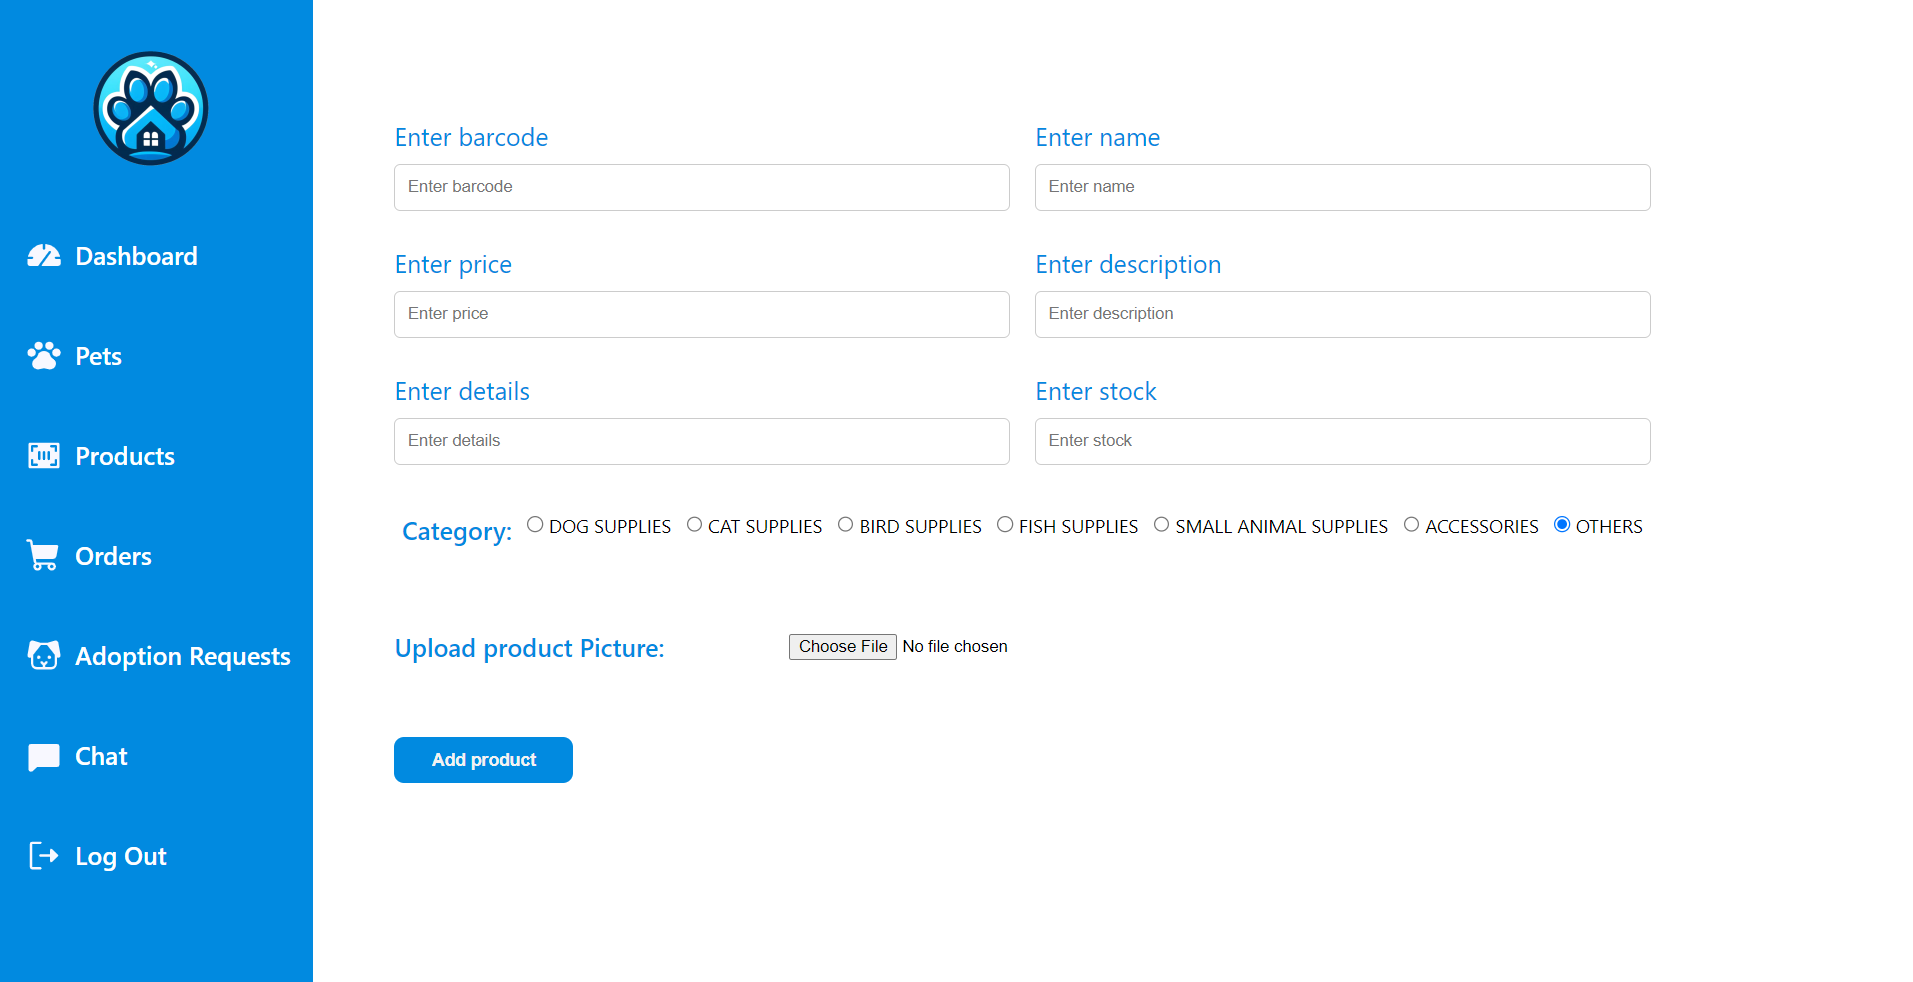 Dashboard
Pets
Products
Orders
Adoption Requests
Chat
Log Out
Enter barcode
Enter barcode
Enter name
Enter name
Enter price
Enter price
Enter description
Enter description
Enter details
Enter details
Enter stock
Enter stock
Category: DOG SUPPLIES CAT SUPPLIES BIRD SUPPLIES FISH SUPPLIES SMALL ANIMAL SUPPLIES ACCESSORIES OTHERS
Upload product Picture: Choose File No file chosen
Add product